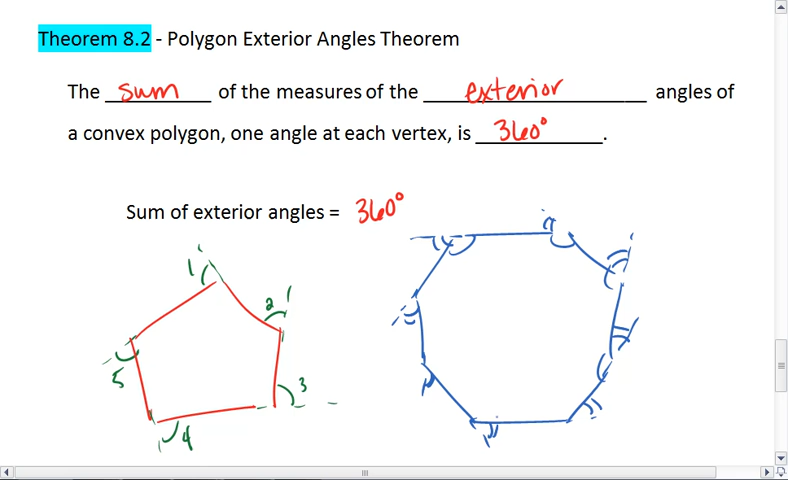 Theorem 8.2 - Polygon Exterior Angles Theorem
The sum of the measures of the exterior angles of
a convex polygon, one angle at each vertex, is 360°.
Sum of exterior angles = 360°
1
2
3
4
5